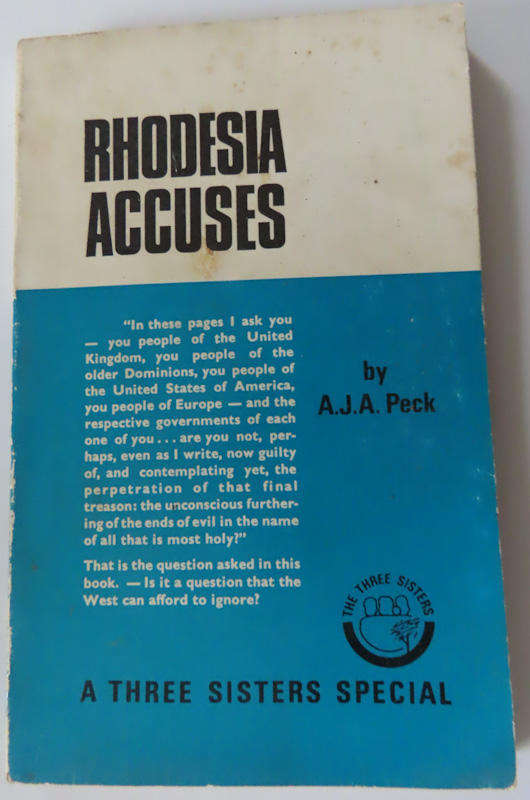 RHODESIA
ACCUSES
"In these pages I ask you
— you people of the United
Kingdom, you people of the
older Dominions, you people of
the United States of America,
you people of Europe — and the
respective governments of each
one of you . . . are you not, per-
haps, even as I write, now guilty
of, and contemplating yet, the
perpetration of that final
treason: the unconscious further-
ing of the ends of evil in the name
of all that is most holy?"
That is the question asked in this
book. — Is it a question that the
West can afford to ignore?
by
A.J.A. Peck
THE THREE SISTERS
A THREE SISTERS SPECIAL